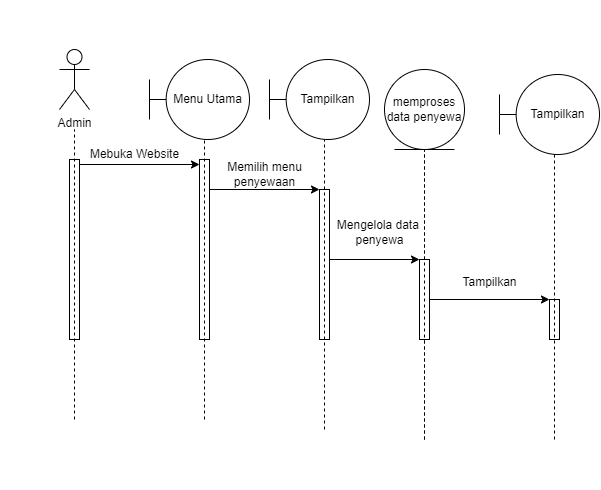 Admin
Menu Utama
Tampilkan
memproses
data penyewa
Tampilkan
Mebuka Website
Memilih menu
penyewaan
Mengelola data
penyewa
Tampilkan